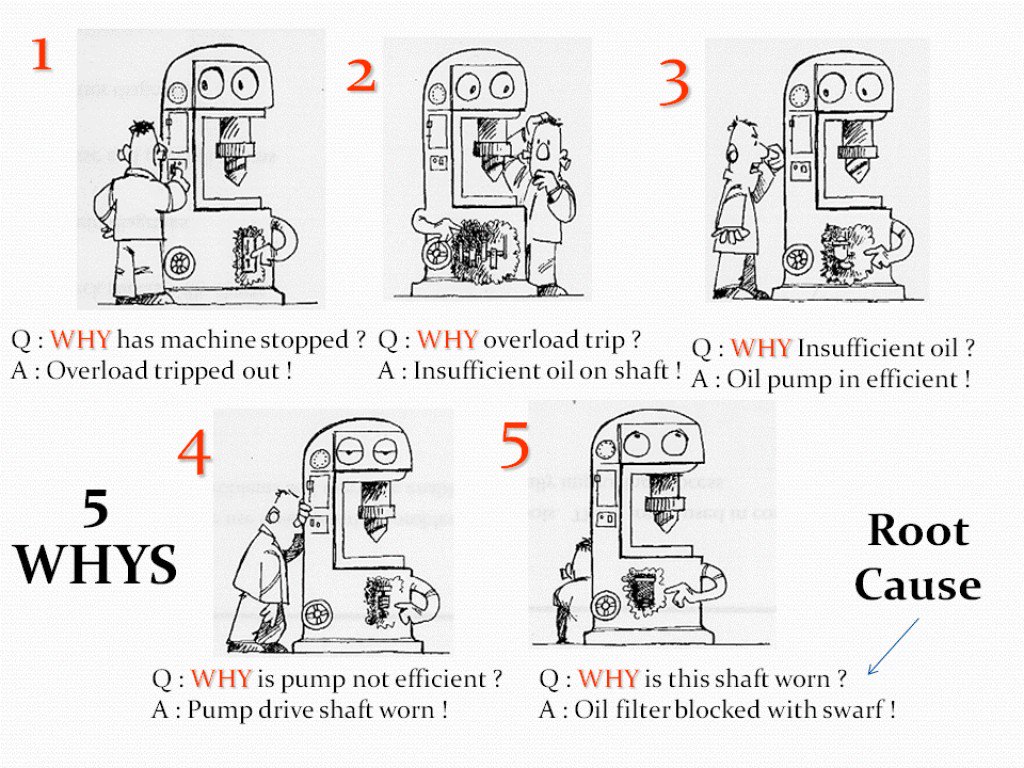 1
2
3
Q : WHY has machine stopped ?
A : Overload tripped out !
Q : WHY overload trip ?
A : Insufficient oil on shaft !
Q : WHY Insufficient oil ?
A : Oil pump in efficient !
4
5
5
WHYS
Root
Cause
Q : WHY is pump not efficient ?
A : Pump drive shaft worn !
Q : WHY is this shaft worn ?
A : Oil filter blocked with swarf !